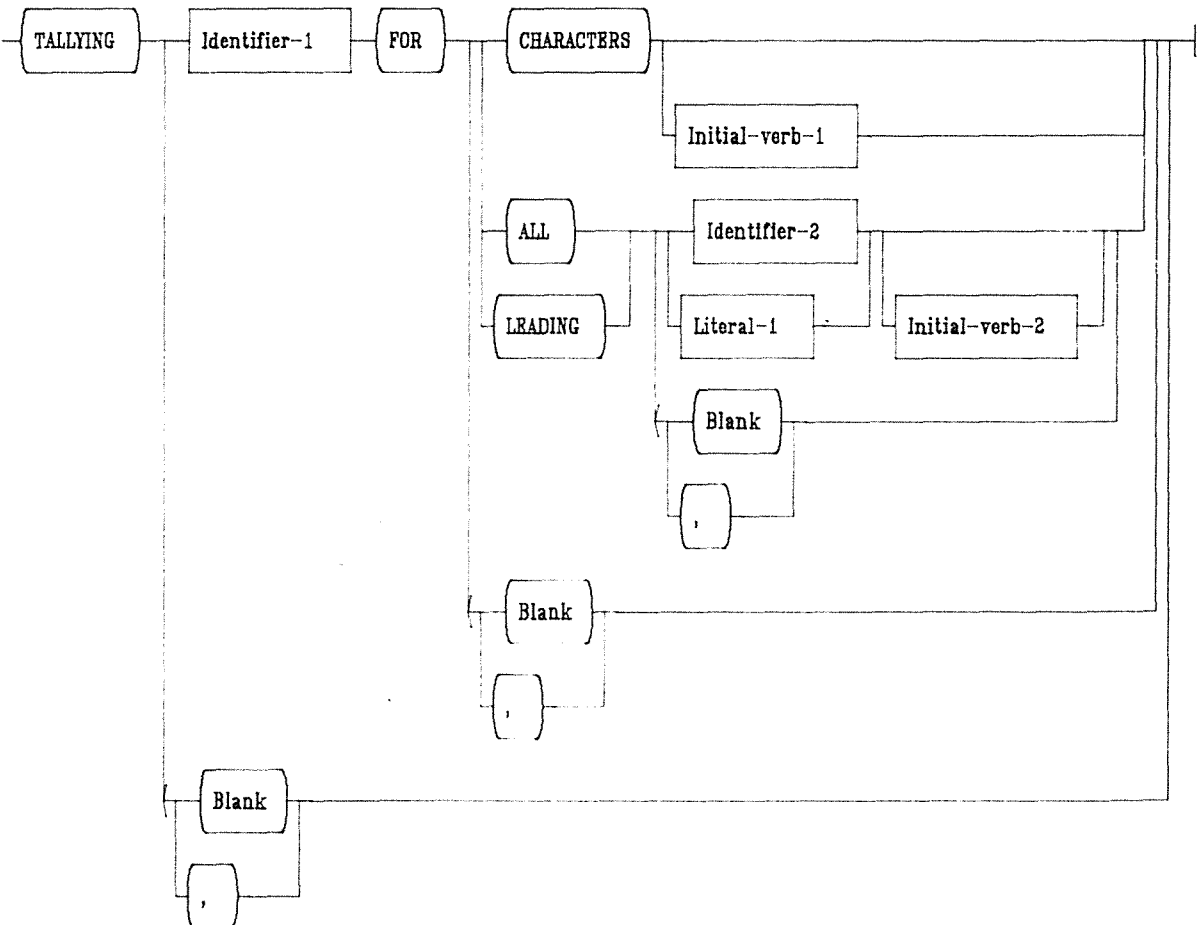 TALLYING Identifier-1 FOR CHARACTERS
Initial-verb-1
ALL Identifier-2
LEADING Literal-1 Initial-verb-2
Blank
,
Blank
,
Blank
,